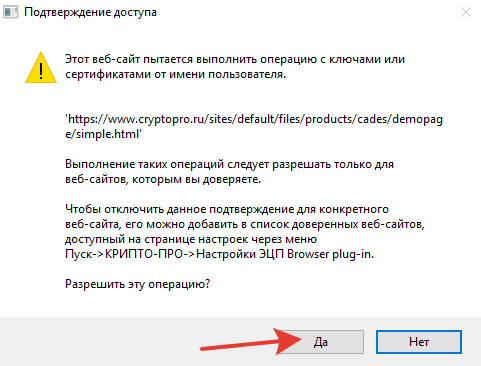 Подтверждение доступа
Этот веб-сайт пытается выполнить операцию с ключами или
сертификатами от имени пользователя.
'https://www.cryptopro.ru/sites/default/files/products/cades/demopag
e/simple.html'
Выполнение таких операций следует разрешать только для
веб-сайтов, которым вы доверяете.
Чтобы отключить данное подтверждение для конкретного
веб-сайта, его можно добавить в список доверенных веб-сайтов,
доступный на странице настроек через меню
Пуск->КРИПТО-ПРО->Настройки ЭЦП Browser plug-in.
Разрешить эту операцию?
Да
Нет